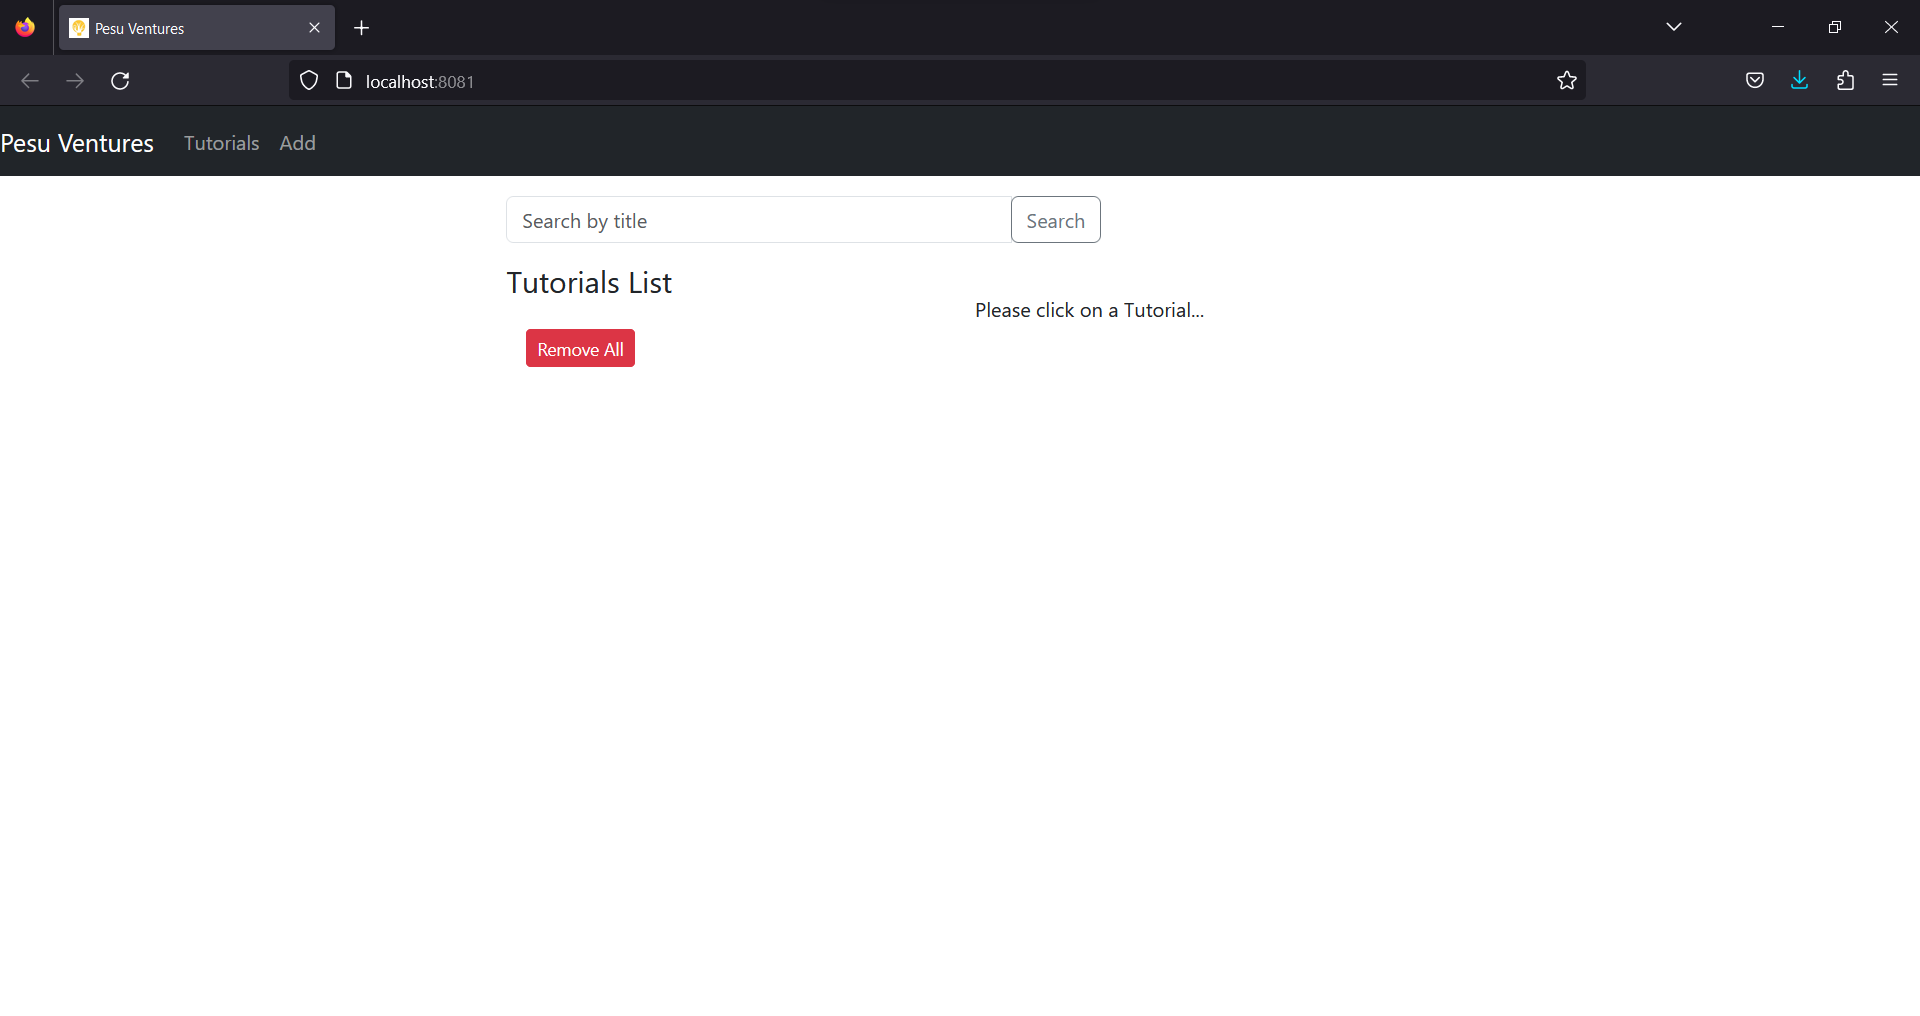 Pesu Ventures
localhost:8081
Pesu Ventures Tutorials Add
Search by title Search
Tutorials List
Please click on a Tutorial...
Remove All